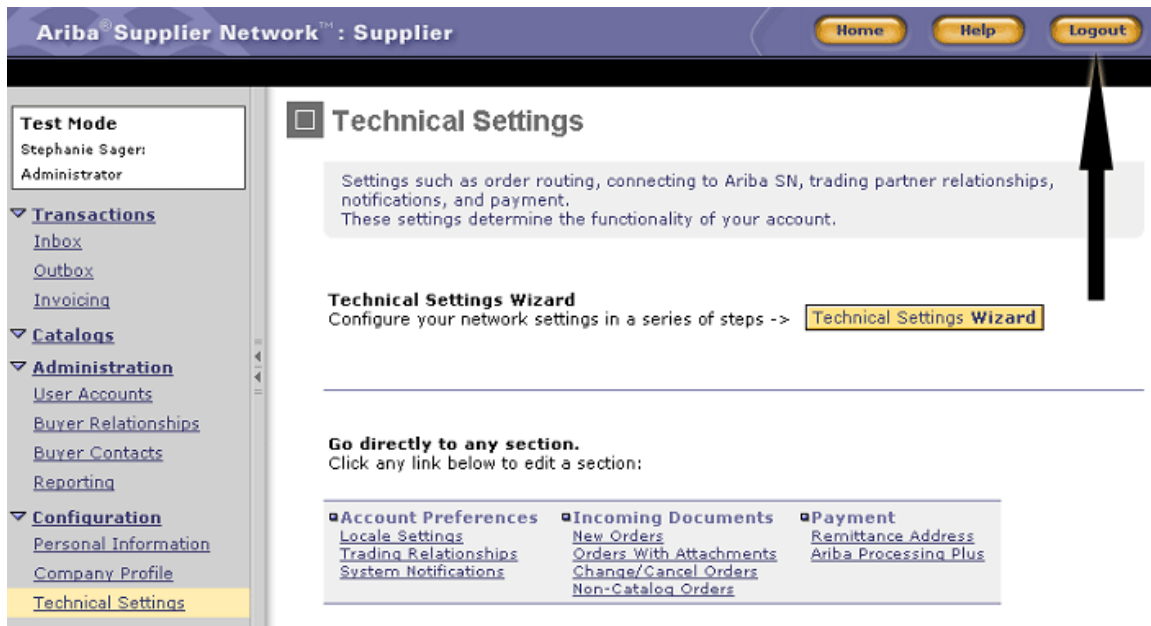 Ariba®Supplier Network™: Supplier
Home
Help
Logout
Test Mode
Stephanie Sager:
Administrator
Transactions
Inbox
Outbox
Invoicing
Catalogs
Administration
User Accounts
Buyer Relationships
Buyer Contacts
Reporting
Configuration
Personal Information
Company Profile
Technical Settings
Technical Settings
Settings such as order routing, connecting to Ariba SN, trading partner relationships,
notifications, and payment.
These settings determine the functionality of your account.
Technical Settings Wizard
Configure your network settings in a series of steps ->
Technical Settings Wizard
Go directly to any section.
Click any link below to edit a section:
Account Preferences
Locale Settings
Trading Relationships
System Notifications
Incoming Documents
New Orders
Orders With Attachments
Change/Cancel Orders
Non-Catalog Orders
Payment
Remittance Address
Ariba Processing Plus